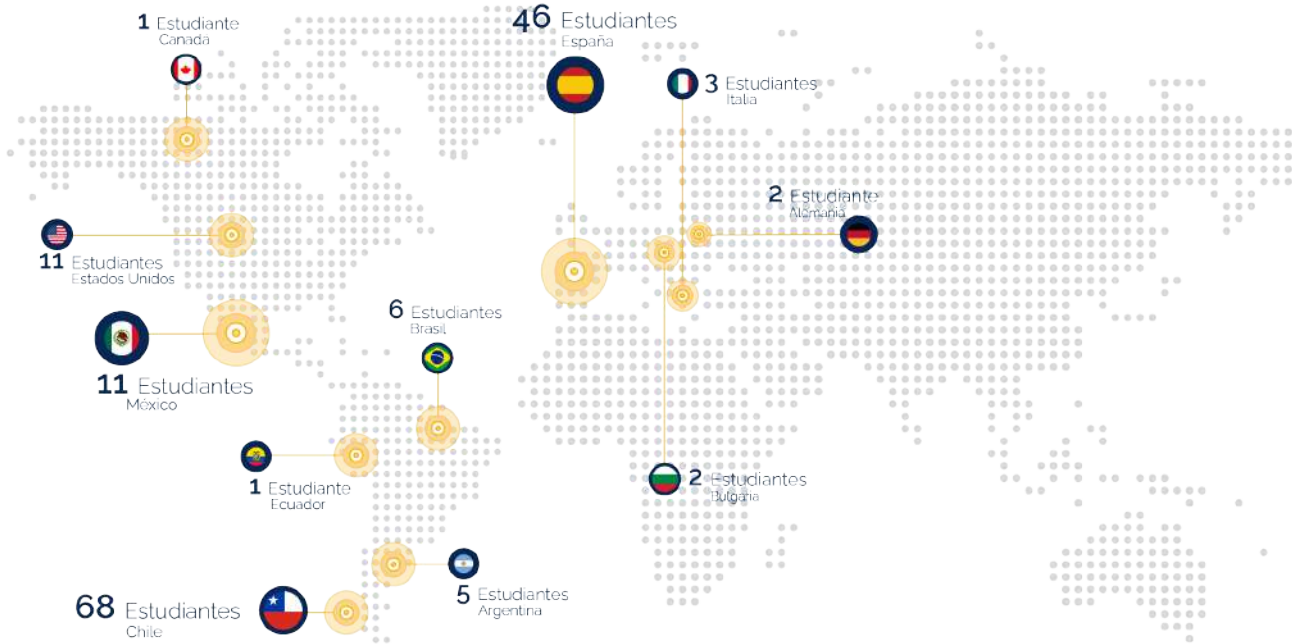 1 Estudiante
Canada
46 Estudiantes
España
3 Estudiantes
Italia
2 Estudiante
Alemania
11 Estudiantes
Estados Unidos
6 Estudiantes
Brasil
11 Estudiantes
México
1 Estudiante
Ecuador
2 Estudiantes
Bulgaria
5 Estudiantes
Argentina
68 Estudiantes
Chile